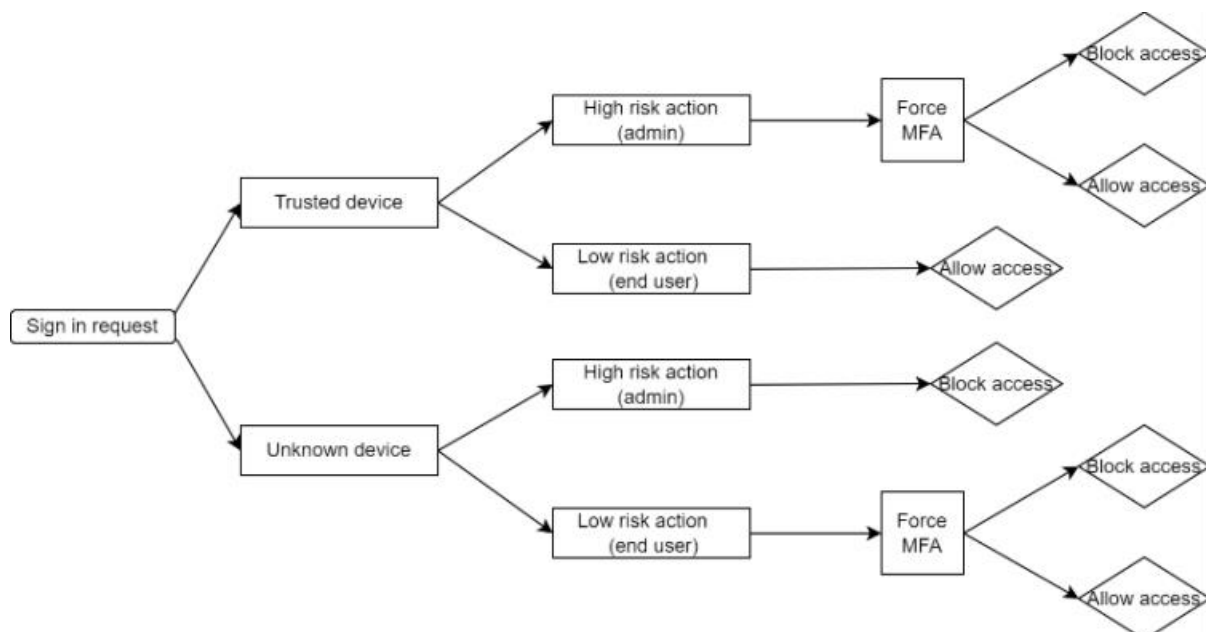 Block access
High risk action
(admin)
Force
MFA
Allow access
Trusted device
Low risk action
(end user)
Allow access
Sign in request
High risk action
(admin)
Block access
Unknown device
Block access
Low risk action
(end user)
Force
MFA
Allow access